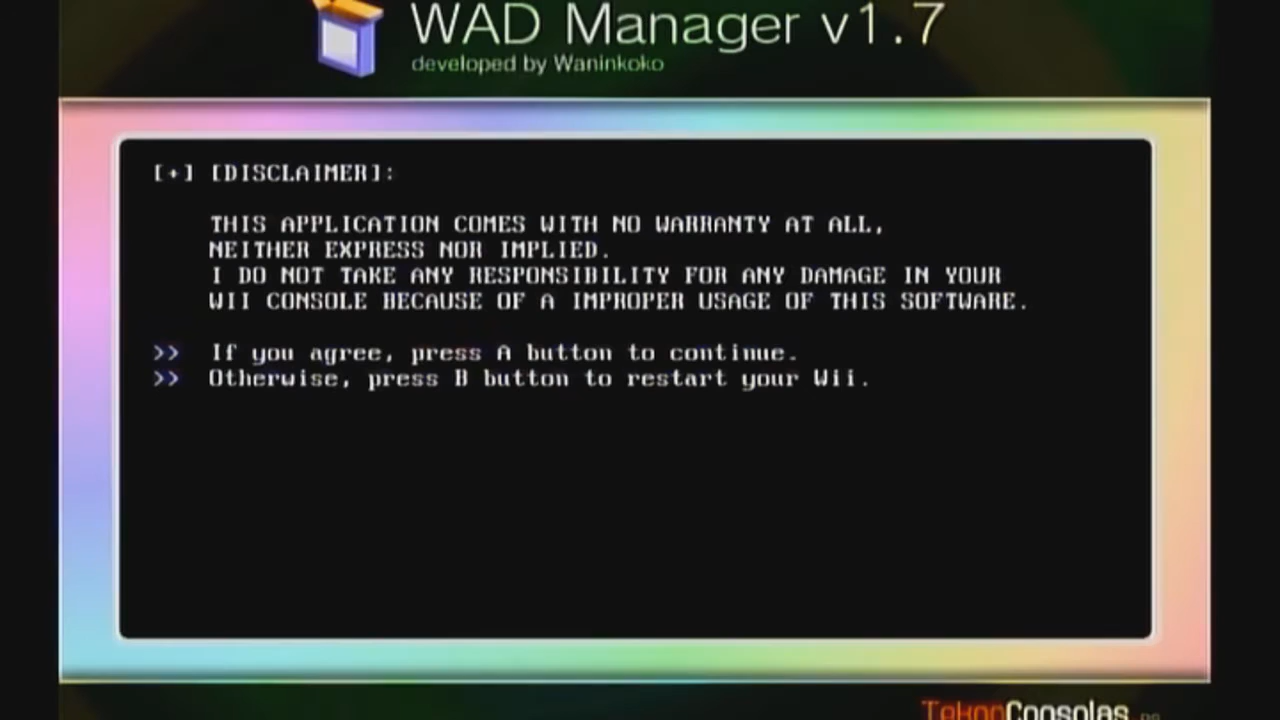 WAD Manager v1.7
developed by Waninkoko
[+] [DISCLAIMER]:
THIS APPLICATION COMES WITH NO WARRANTY AT ALL,
NEITHER EXPRESS NOR IMPLIED.
I DO NOT TAKE ANY RESPONSIBILITY FOR ANY DAMAGE IN YOUR
WII CONSOLE BECAUSE OF A IMPROPER USAGE OF THIS SOFTWARE.
>> If you agree, press A button to continue.
>> Otherwise, press B button to restart your Wii.
TeknoConsolas